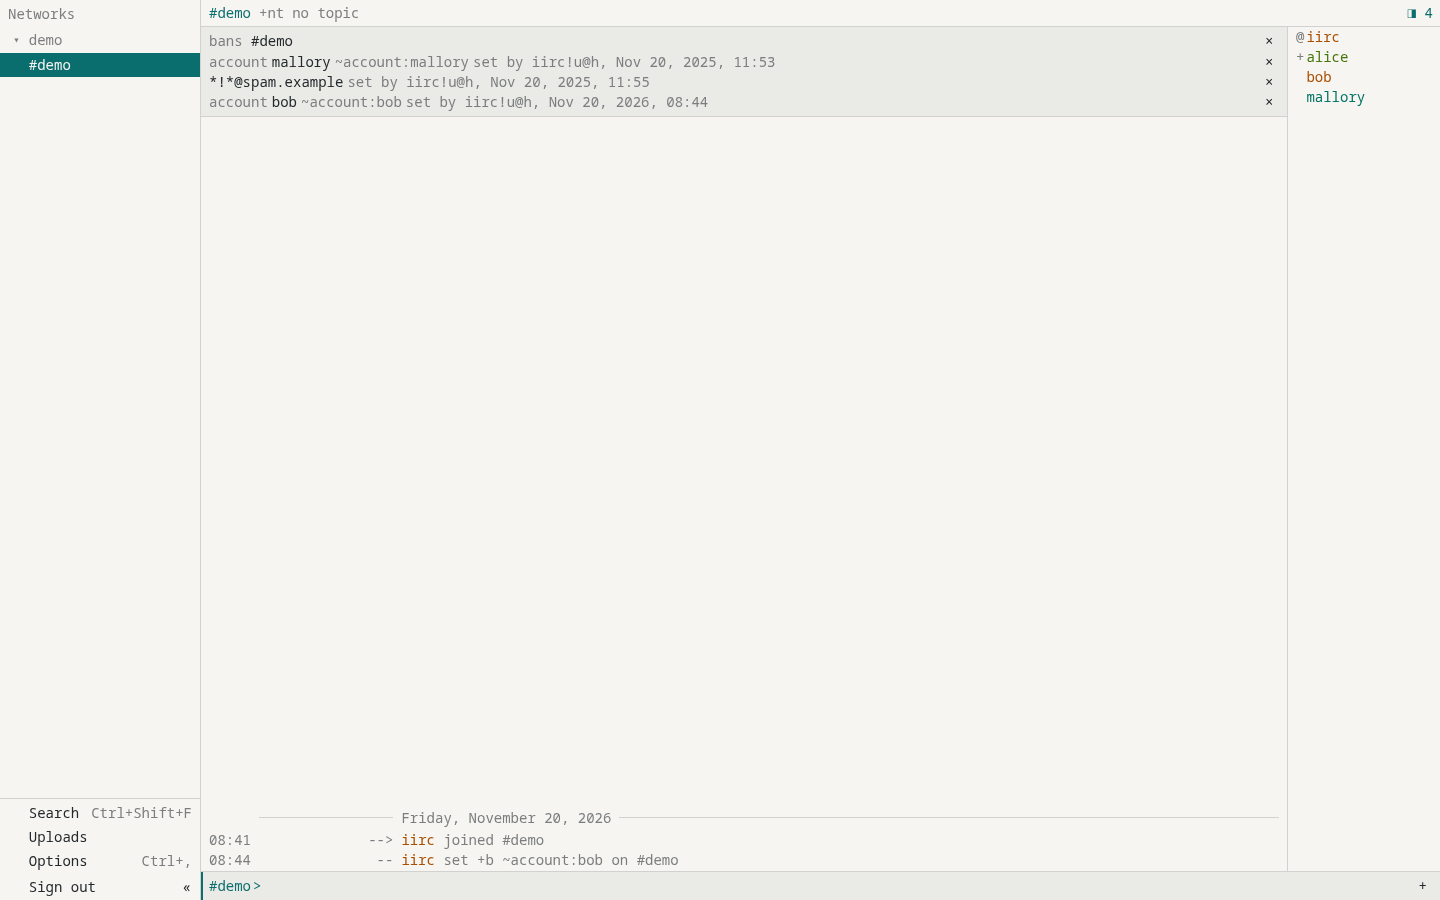 Networks
▾ demo
#demo
#demo +nt no topic
◨ 4
bans #demo ×
account mallory ~account:mallory set by iirc!u@h, Nov 20, 2025, 11:53 ×
*!*@spam.example set by iirc!u@h, Nov 20, 2025, 11:55 ×
account bob ~account:bob set by iirc!u@h, Nov 20, 2026, 08:44 ×
@iirc
+alice
bob
mallory
Friday, November 20, 2026
08:41 --> iirc joined #demo
08:44 -- iirc set +b ~account:bob on #demo
Search Ctrl+Shift+F
Uploads
Options Ctrl+,
Sign out «
#demo> +